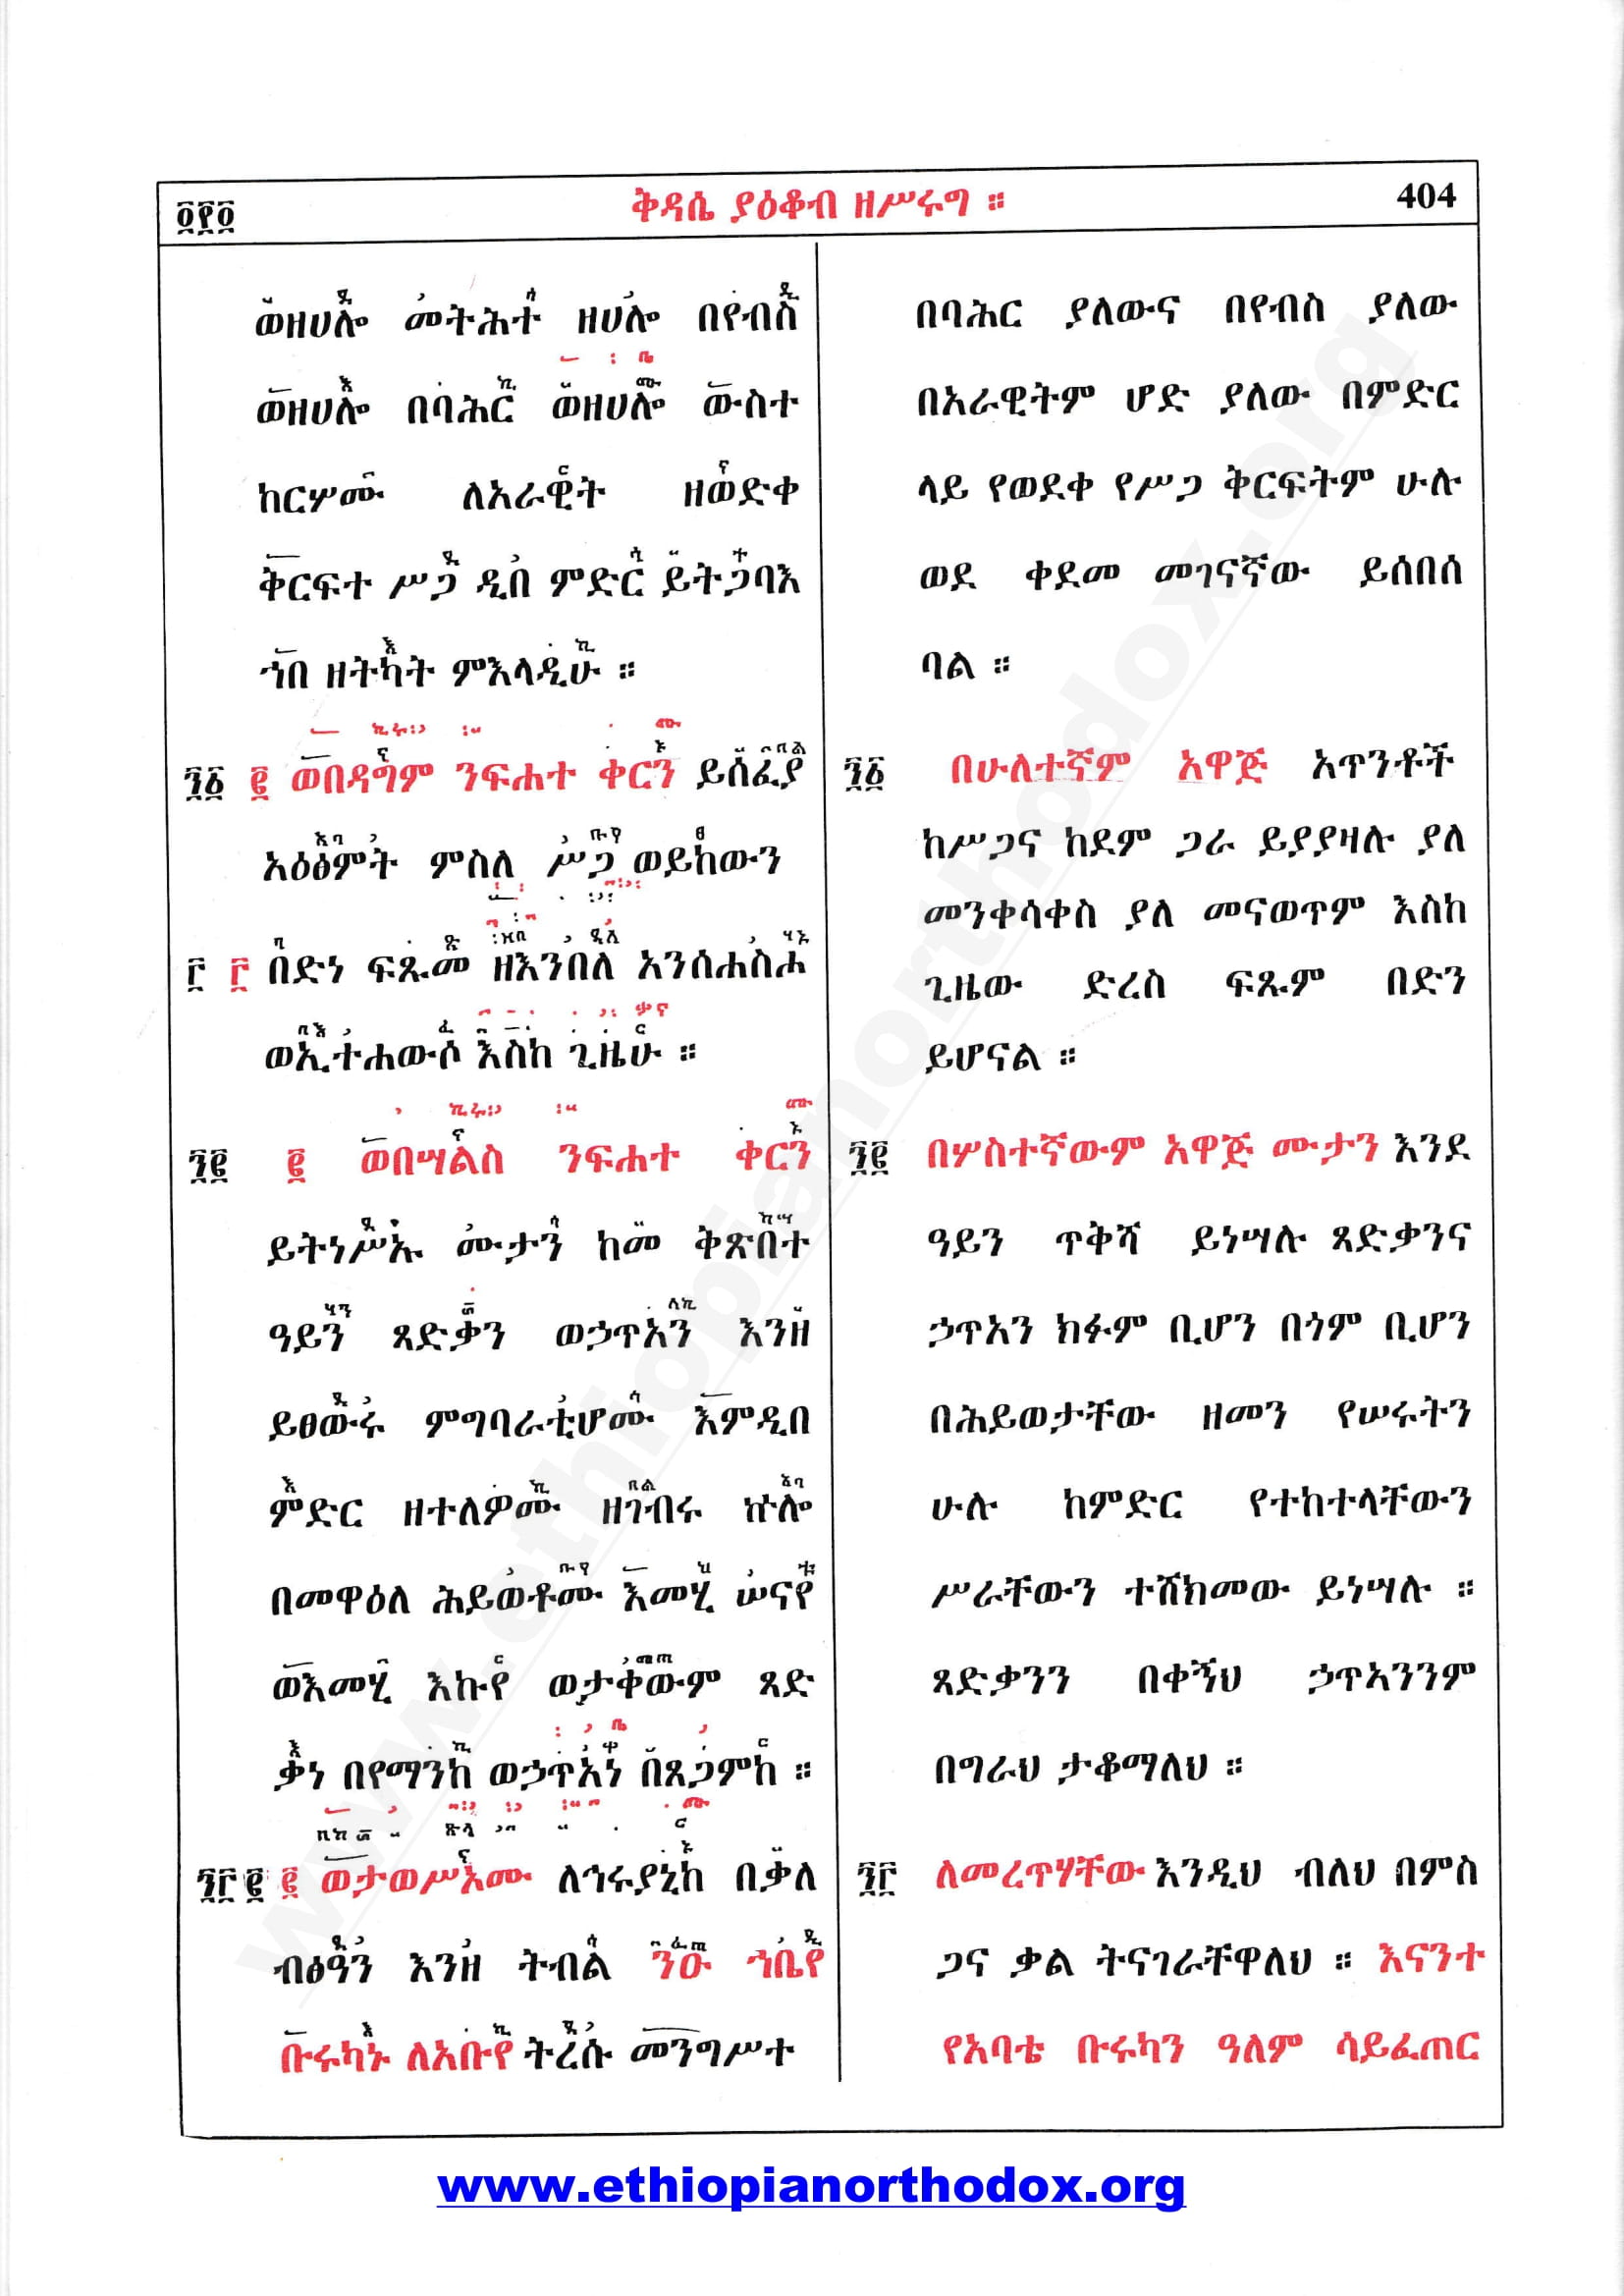 ፬፻፬ ቅዳሴ ያዕቆብ ዘሥሩግ ። 404
ወዘሀሎ መትሕተ ዘሀሎ በየብስ
ወዘሀሎ በባሕር ወዘሀሎ ውስተ
ከርሦሙ ለአራዊት ዘወድቀ
ቅርፍተ ሥጋ ዲበ ምድር ይትጋባእ
ኀበ ዘትካት ምእላዲሁ ።
፺፩ ፪ ወበዳግም ንፍሐተ ቀርን ይሰፈያ
አዕፅምት ምስለ ሥጋ ወይከውን
፫ ፫ በድነ ፍጹመ ዘእንበለ አንሰሐስሖ
ወኢተሐውሶ እስከ ጊዜሁ ።
፺፪ ፪ ወበሣልስ ንፍሐተ ቀርን
ይትነሥኡ ሙታን ከመ ቅጽበተ
ዓይን ጻድቃን ወኃጥአን እንዘ
ይፀውሩ ምግባራቲሆሙ እምዲበ
ምድር ዘተለዎሙ ዘገብሩ ኵሎ
በመዋዕለ ሕይወቶሙ እመሂ ሠናየ
ወእመሂ እኩየ ወታቀውም ጻድ
ቃነ በየማንከ ወኃጥአነ በጸጋምከ ።
፺፫ ፪ ፪ ወታወሥእሙ ለኅሩያኒከ በቃለ
ብፅዓን እንዘ ትብል ንዑ ኀቤየ
ቡሩካኑ ለአቡየ ትረሱ መንግሥተ
በባሕር ያለውና በየብስ ያለው
በአራዊትም ሆድ ያለው በምድር
ላይ የወደቀ የሥጋ ቅርፍትም ሁሉ
ወደ ቀደመ መገናኛው ይሰበሰ
ባል ።
፺፩ በሁለተኛም አዋጅ አጥንቶች
ከሥጋና ከደም ጋራ ይያያዛሉ ያለ
መንቀሳቀስ ያለ መናወጥም እስከ
ጊዜው ድረስ ፍጹም በድን
ይሆናል ።
፺፪ በሦስተኛውም አዋጅ ሙታን እንደ
ዓይን ጥቅሻ ይነሣሉ ጻድቃንና
ኃጥአን ክፉም ቢሆን በጎም ቢሆን
በሕይወታቸው ዘመን የሠሩትን
ሁሉ ከምድር የተከተላቸውን
ሥራቸውን ተሸክመው ይነሣሉ ።
ጻድቃንን በቀኝህ ኃጥኣንንም
በግራህ ታቆማለህ ።
፺፫ ለመረጥሃቸው እንዲህ ብለህ በምስ
ጋና ቃል ትናገራቸዋለህ ። እናንተ
የአባቴ ቡሩካን ዓለም ሳይፈጠር
www.ethiopianorthodox.org